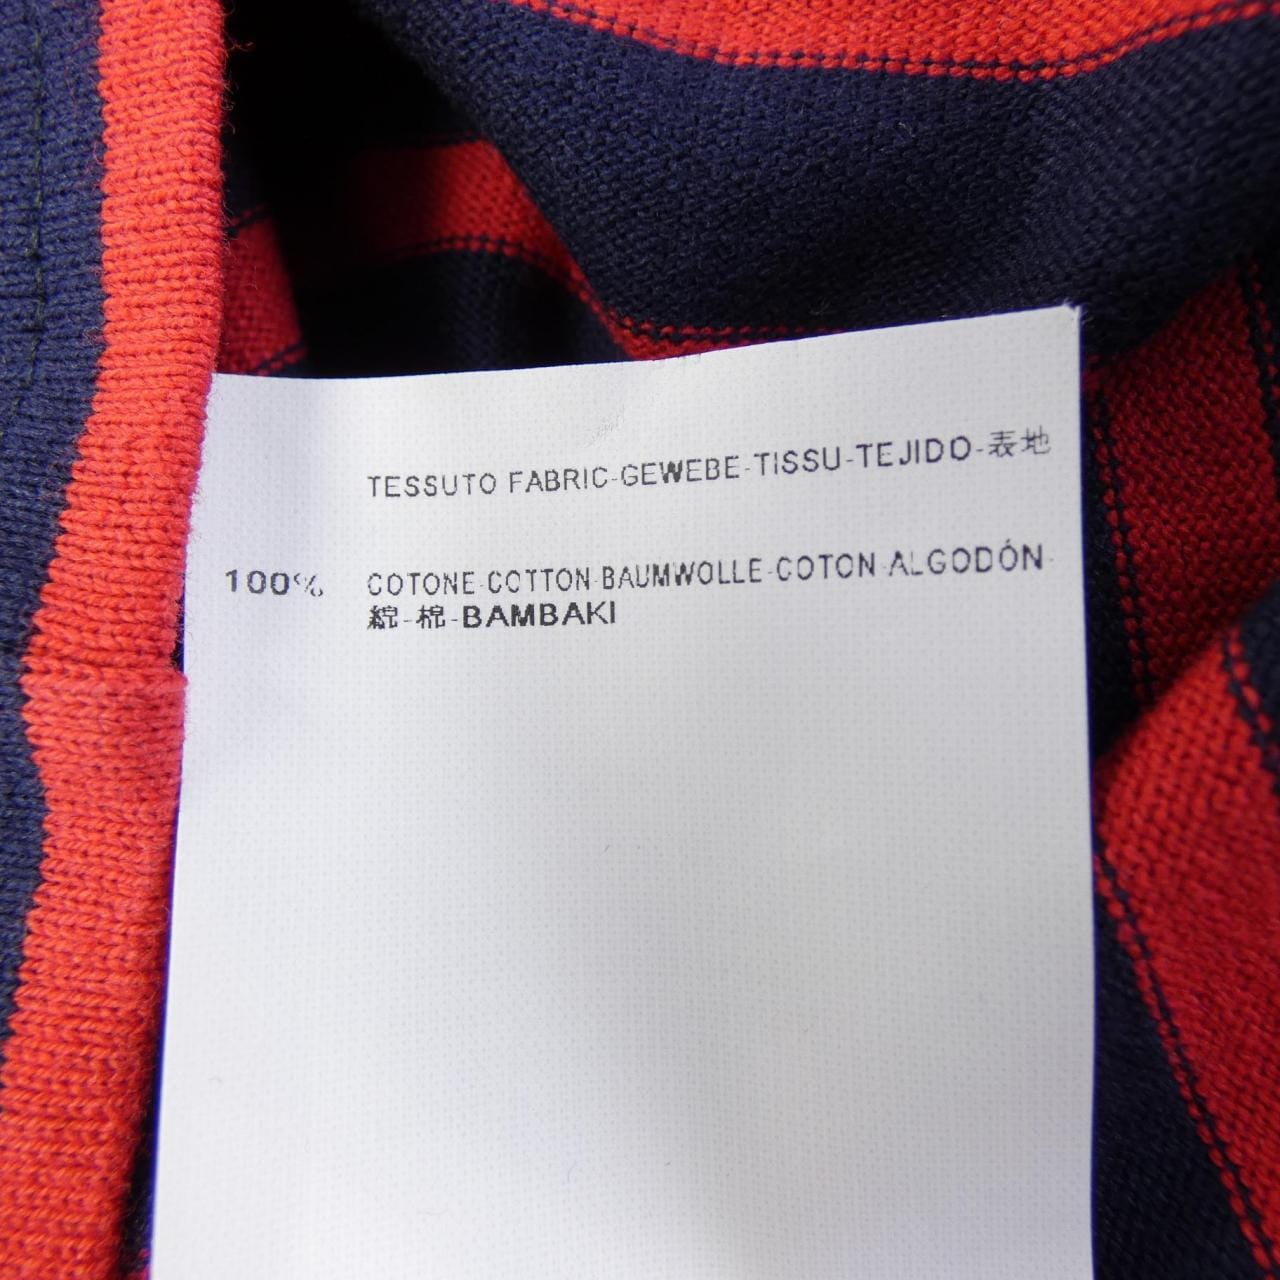 TESSUTO FABRIC-GEWEBE-TISSU-TEJIDO-表地
100% COTONE-COTTON-BAUMWOLLE-COTON-ALGODÓN-
綿-棉-BAMBAKI